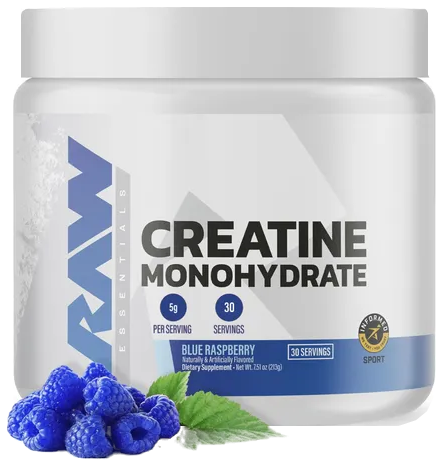 RAW
ESSENTIALS
CREATINE
MONOHYDRATE
5g
PER SERVING
30
SERVINGS
BLUE RASPBERRY
Naturally & Artificially Flavored
Dietary Supplement • Net Wt. 7.51 oz (213g)
30 SERVINGS
INFORMED
SPORT